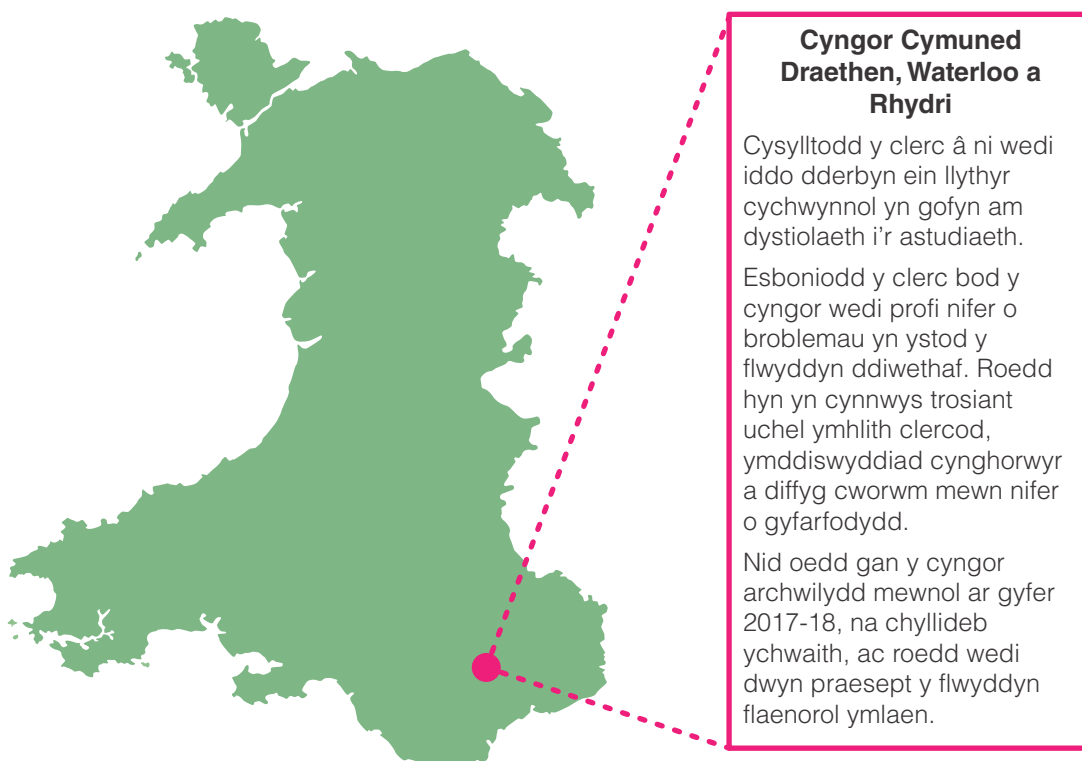 Cyngor Cymuned
Draethen, Waterloo a
Rhydri
Cysylltodd y clerc â ni wedi
iddo dderbyn ein llythyr
cychwynnol yn gofyn am
dystiolaeth i'r astudiaeth.
Esboniodd y clerc bod y
cyngor wedi profi nifer o
broblemau yn ystod y
flwyddyn ddiwethaf. Roedd
hyn yn cynnwys trosiant
uchel ymhlith clercod,
ymddiswyddiad cynghorwyr
a diffyg cworwm mewn nifer
o gyfarfodydd.
Nid oedd gan y cyngor
archwilydd mewnol ar gyfer
2017-18, na chyllideb
ychwaith, ac roedd wedi
dwyn praesept y flwyddyn
flaenorol ymlaen.